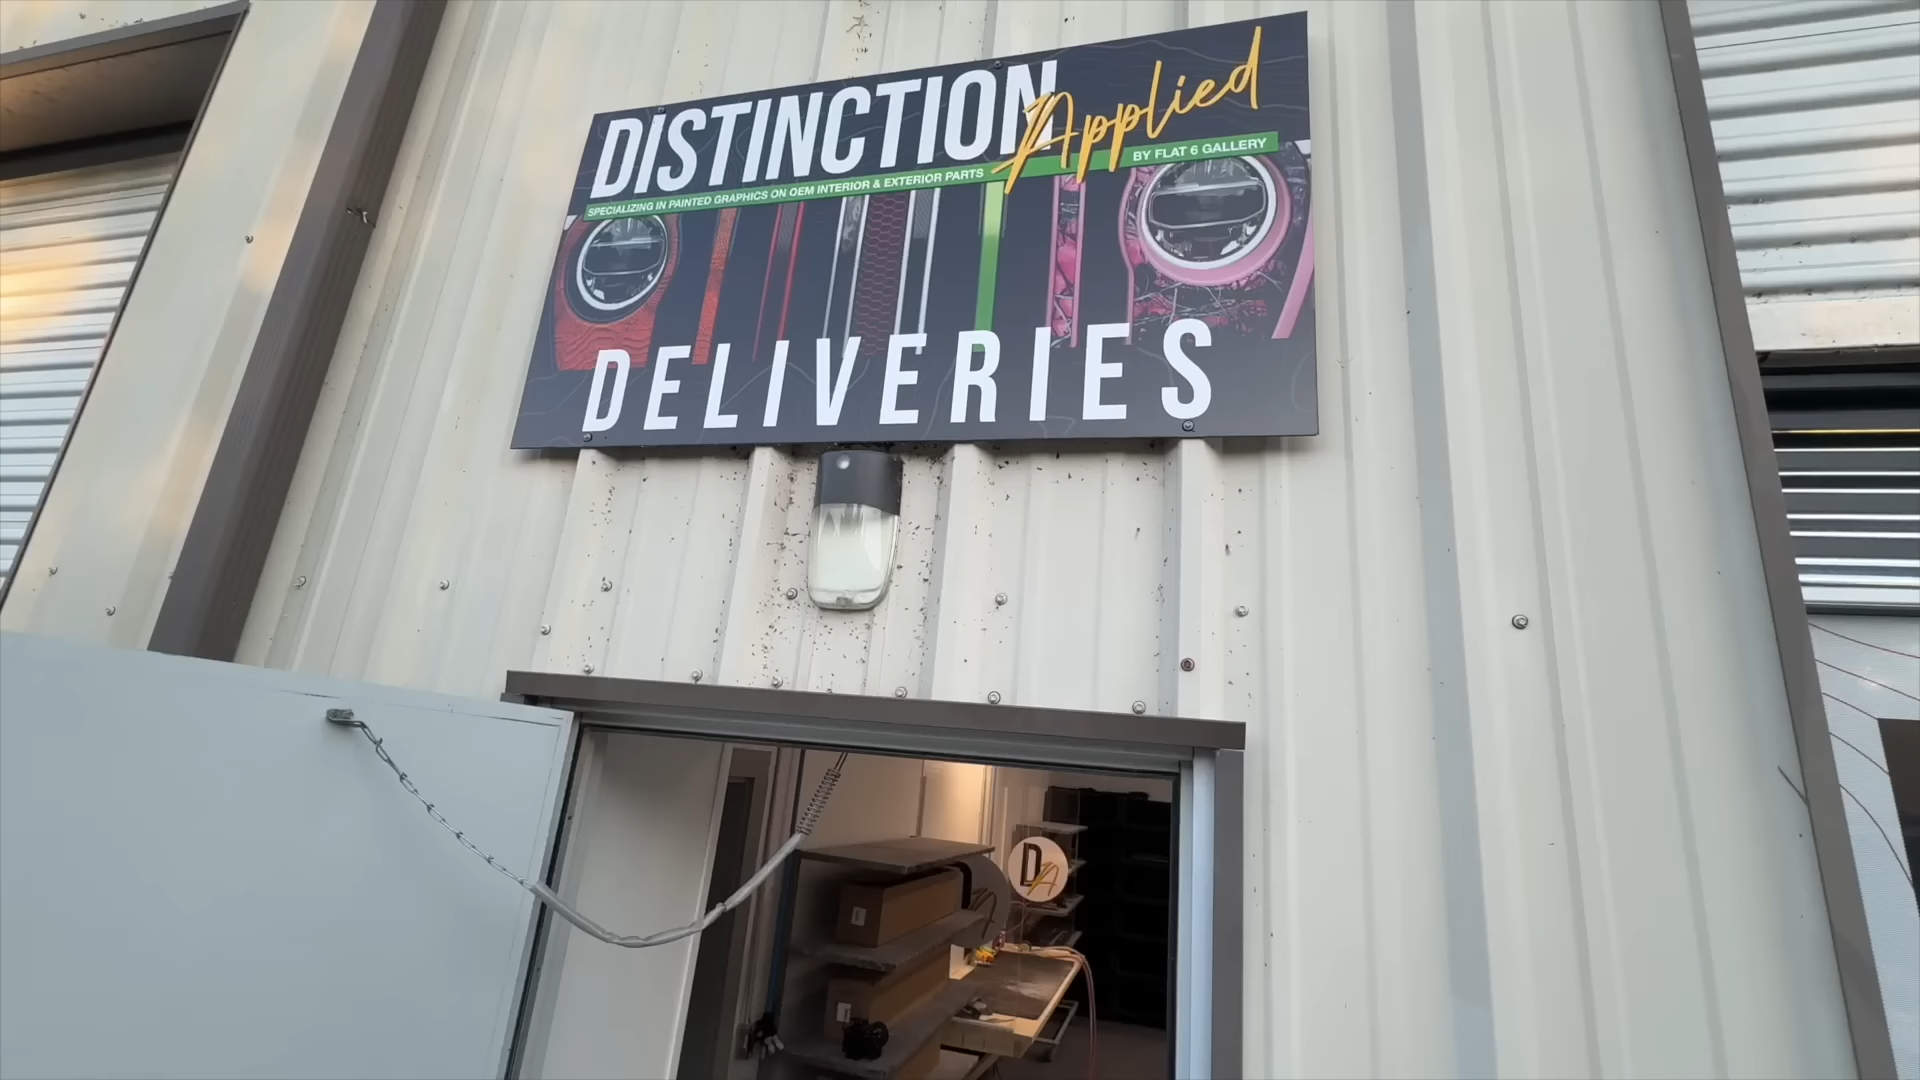 DISTINCTION Applied
SPECIALIZING IN PAINTED GRAPHICS ON OEM INTERIOR & EXTERIOR PARTS
BY FLAT 6 GALLERY
DELIVERIES
DA